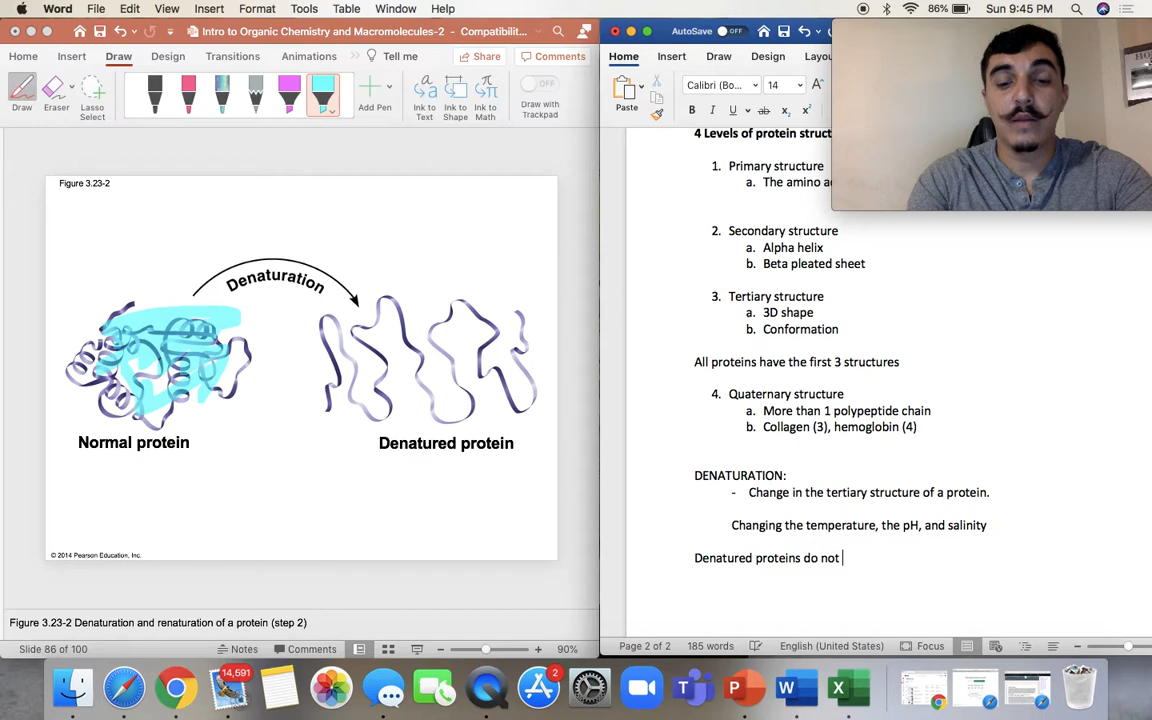 Word File Edit View Insert Format Tools Table Window Help
86% Sun 9:45 PM
Intro to Organic Chemistry and Macromolecules-2 - Compatibilit...
AutoSave OFF
Insert Draw Design Transitions Animations Tell me Share Comments
Home Insert Draw Design Layou
Draw Eraser Lasso Select Add Pen Ink to Text Ink to Shape Ink to Math OFF Draw with Trackpad
Paste Calibri (Bo... 14 A
B I U ab x2 x2
Figure 3.23-2
Denaturation
Normal protein
Denatured protein
© 2014 Pearson Education, Inc.
Figure 3.23-2 Denaturation and renaturation of a protein (step 2)
Slide 86 of 100 Notes Comments 90%
4 Levels of protein struct
1. Primary structure
a. The amino a
2. Secondary structure
a. Alpha helix
b. Beta pleated sheet
3. Tertiary structure
a. 3D shape
b. Conformation
All proteins have the first 3 structures
4. Quaternary structure
a. More than 1 polypeptide chain
b. Collagen (3), hemoglobin (4)
DENATURATION:
- Change in the tertiary structure of a protein.
Changing the temperature, the pH, and salinity
Denatured proteins do not
Page 2 of 2 185 words English (United States) Focus
14,691
2